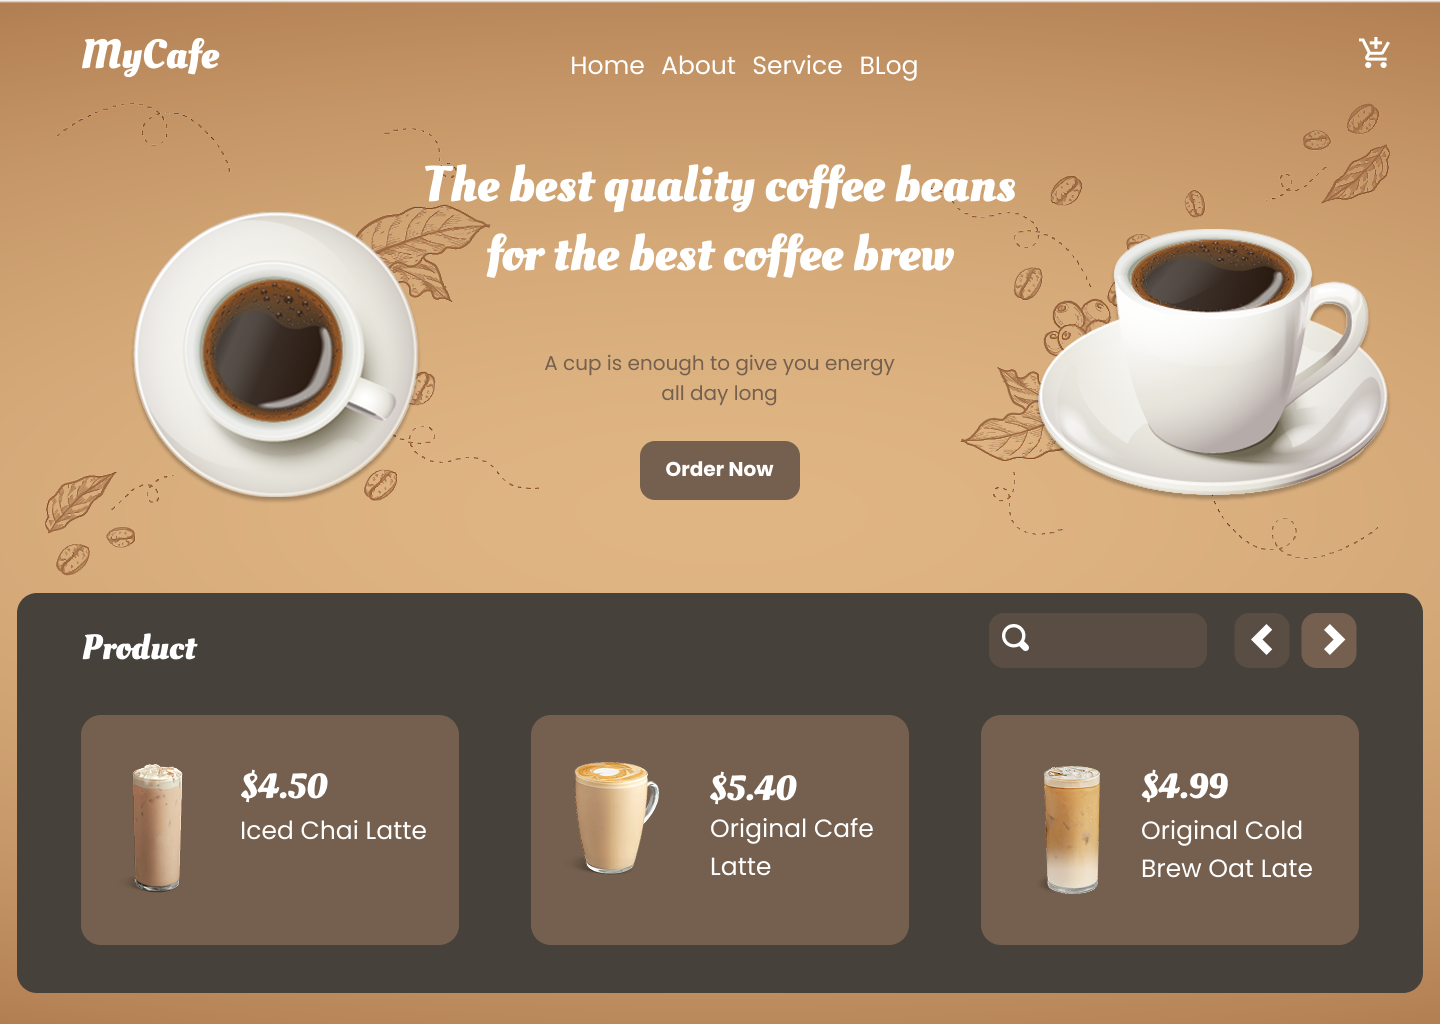 MyCafe
Home About Service BLog
The best quality coffee beans
for the best coffee brew
A cup is enough to give you energy
all day long
Order Now
Product
$4.50
Iced Chai Latte
$5.40
Original Cafe
Latte
$4.99
Original Cold
Brew Oat Late